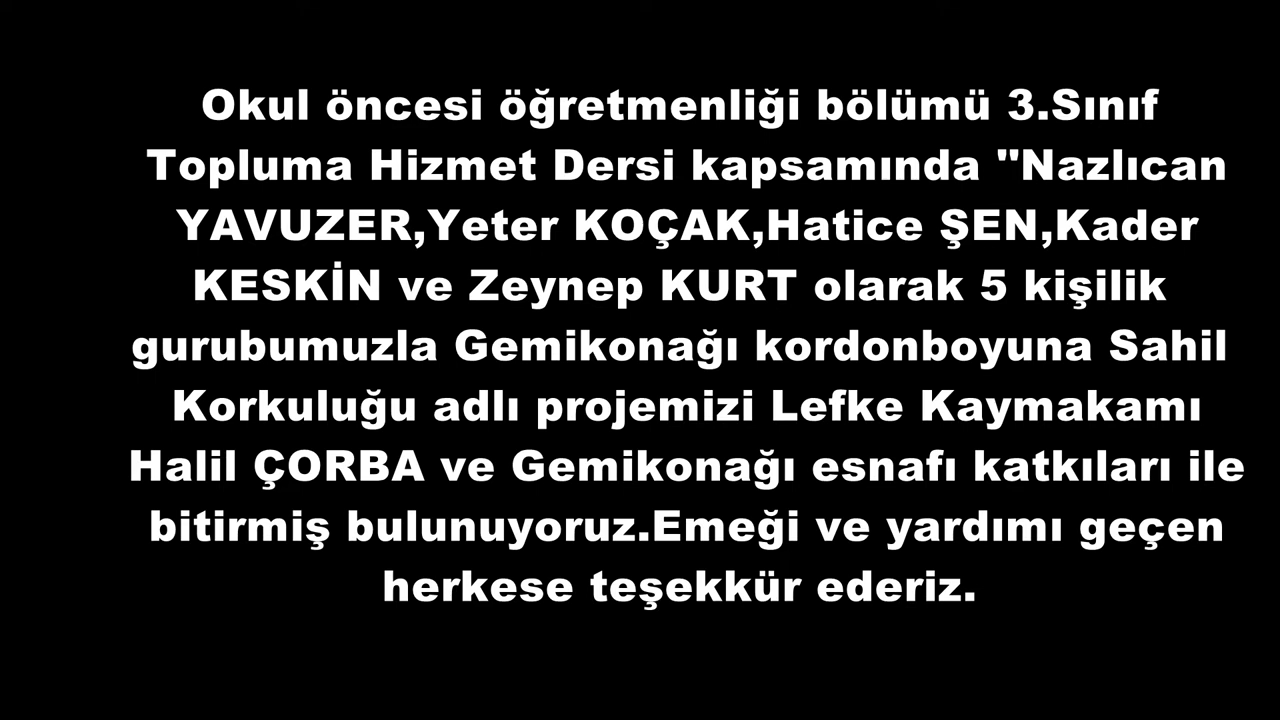 Okul öncesi öğretmenliği bölümü 3.Sınıf
Topluma Hizmet Dersi kapsamında "Nazlıcan
YAVUZER,Yeter KOÇAK,Hatice ŞEN,Kader
KESKİN ve Zeynep KURT olarak 5 kişilik
gurubumuzla Gemikonağı kordonboyuna Sahil
Korkuluğu adlı projemizi Lefke Kaymakamı
Halil ÇORBA ve Gemikonağı esnafı katkıları ile
bitirmiş bulunuyoruz.Emeği ve yardımı geçen
herkese teşekkür ederiz.